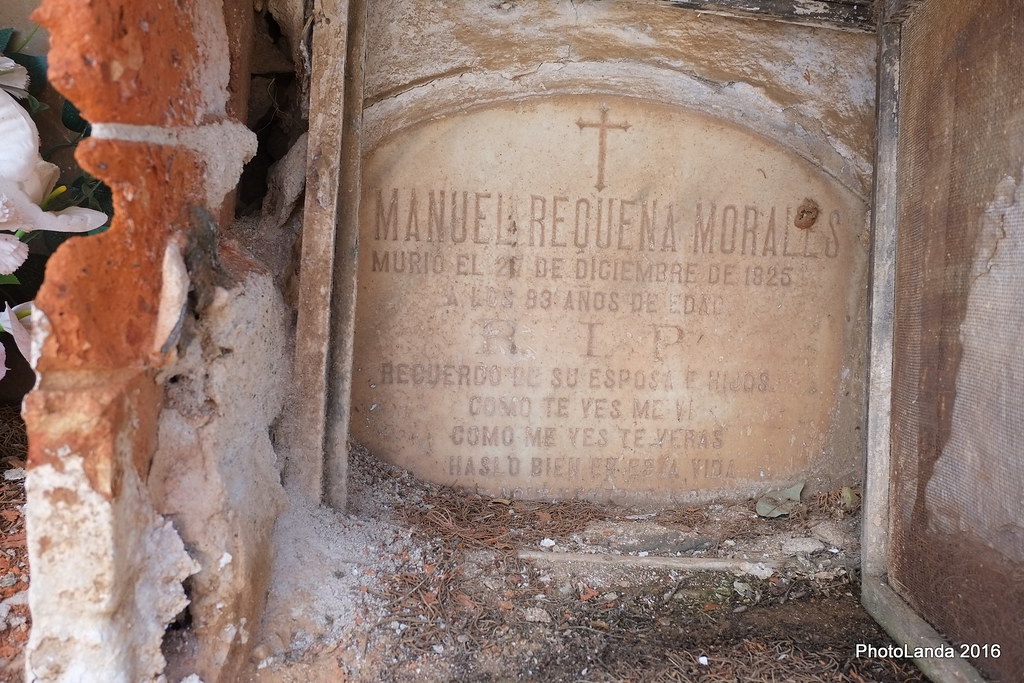 MANUEL REQUENA MORALES
MURIO EL 27 DE DICIEMBRE DE 1925
A LOS 83 AÑOS DE EDAD
R. I. P.
RECUERDO DE SU ESPOSA E HIJOS.
COMO TE VES ME VI
COMO ME VES TE VERAS
HASLO BIEN EN ESTA VIDA
PhotoLanda 2016